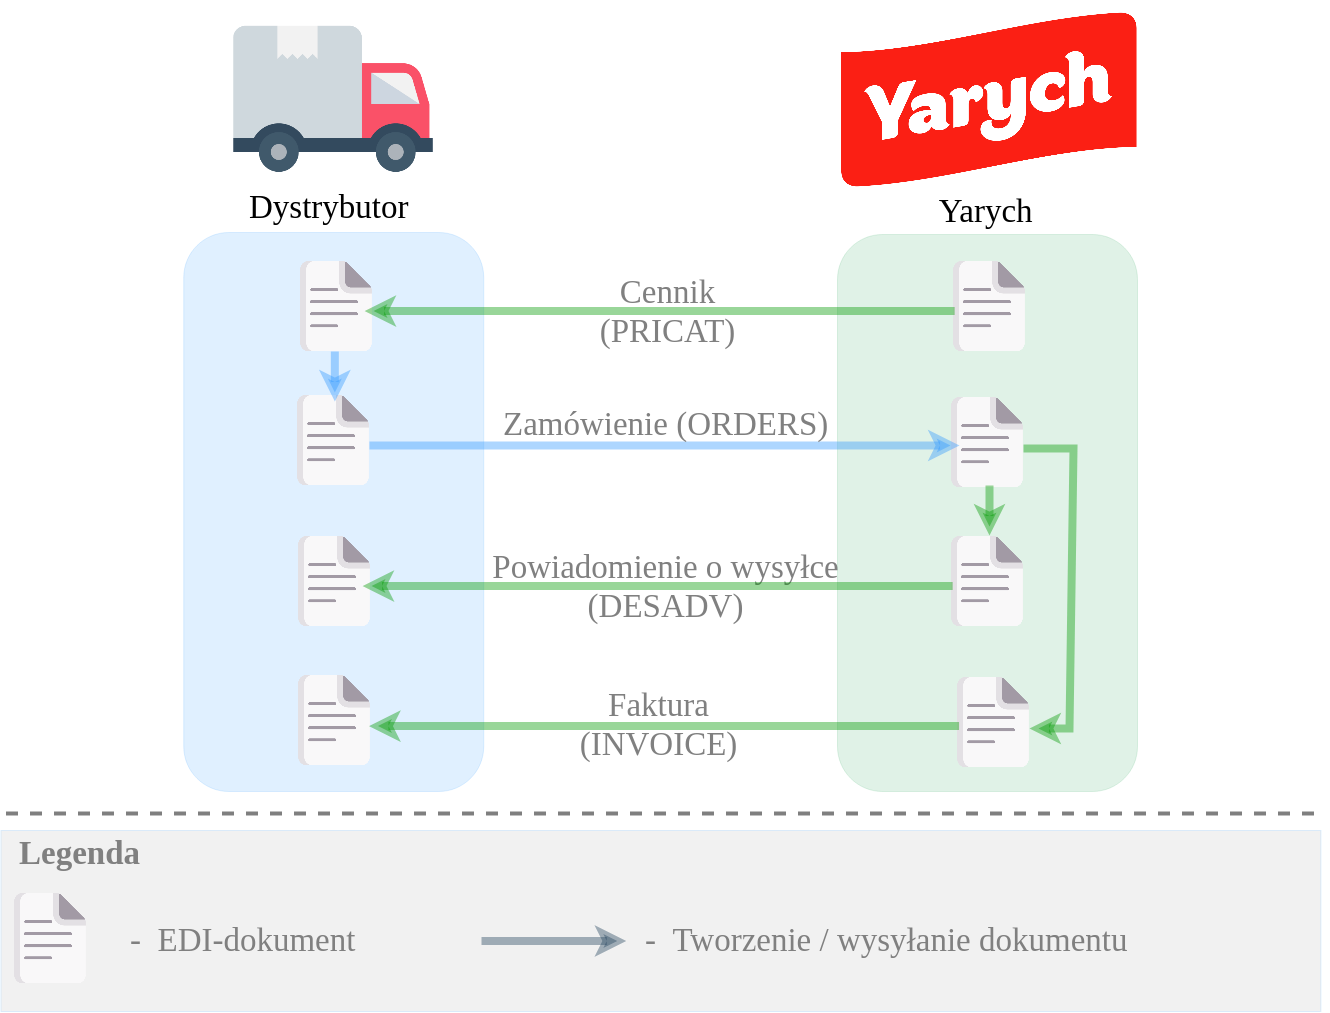 Yarych
Dystrybutor
Yarych
Cennik
(PRICAT)
Zamówienie (ORDERS)
Powiadomienie o wysyłce
(DESADV)
Faktura
(INVOICE)
Legenda
- EDI-dokument
- Tworzenie / wysyłanie dokumentu